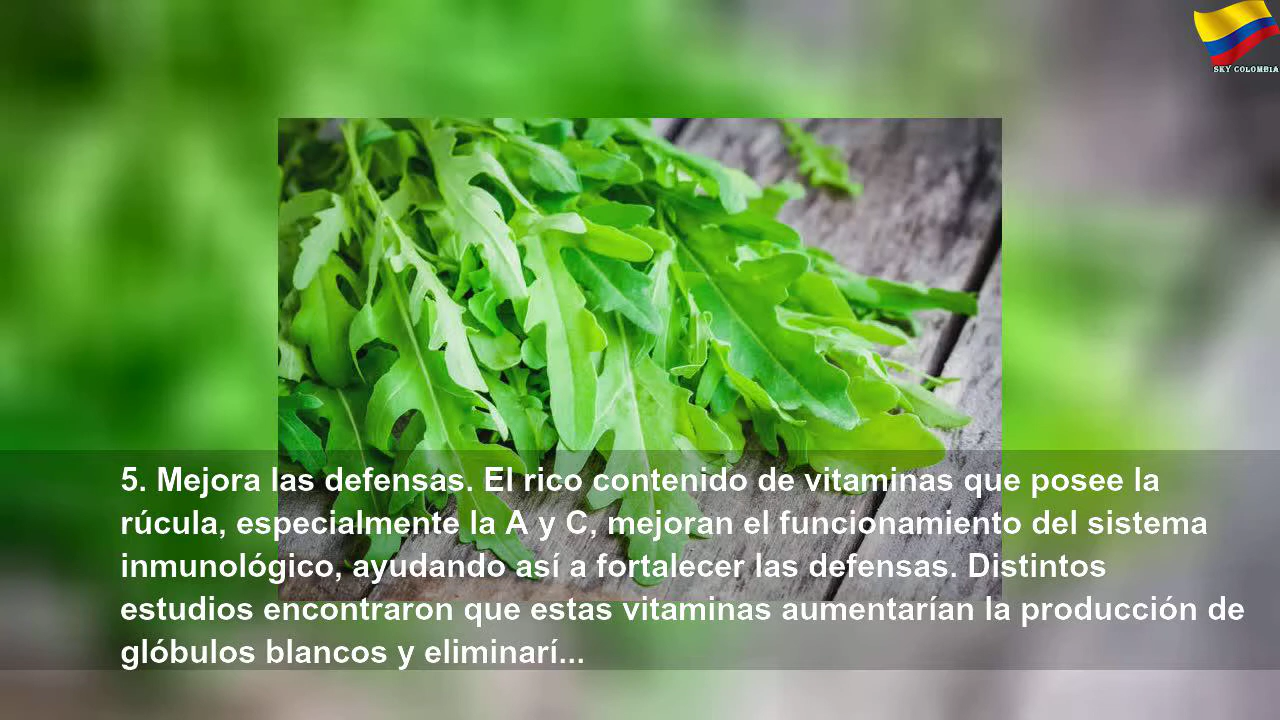 SKY COLOMBIA
5. Mejora las defensas. El rico contenido de vitaminas que posee la
rúcula, especialmente la A y C, mejoran el funcionamiento del sistema
inmunológico, ayudando así a fortalecer las defensas. Distintos
estudios encontraron que estas vitaminas aumentarían la producción de
glóbulos blancos y eliminarí...